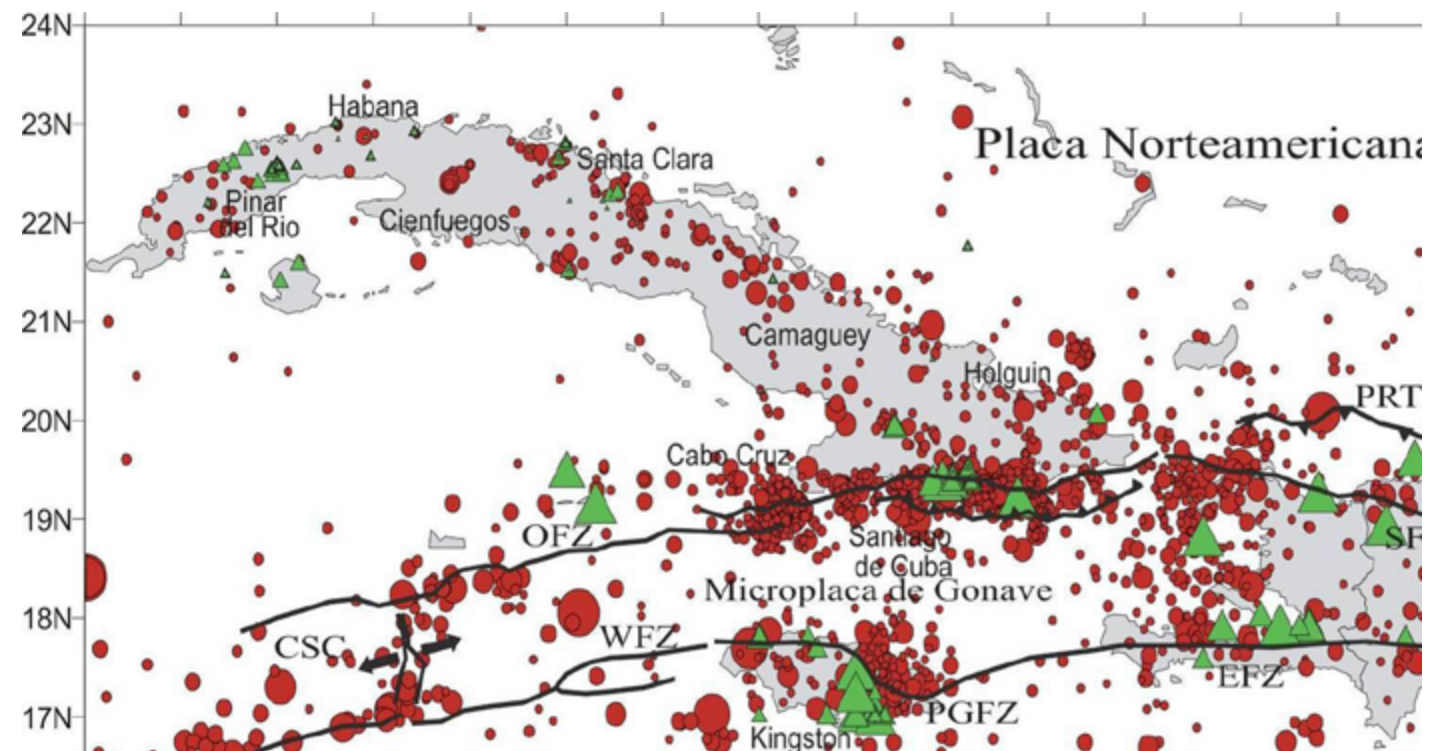 24N
Habana
23N
Placa Norteamericana
Santa Clara
Pinar
del Rio
22N
Cienfuegos
21N
Camaguey
Holguin
PRT
20N
Cabo Cruz
19N
OFZ
Santiago
de Cuba
SF
Microplaca de Gonave
18N
CSC
WFZ
EFZ
17N
PGFZ
Kingston